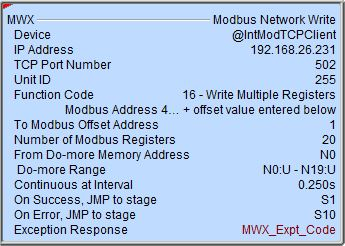 MWX Modbus Network Write
Device @IntModTCPClient
IP Address 192.168.26.231
TCP Port Number 502
Unit ID 255
Function Code 16 - Write Multiple Registers
Modbus Address 4... + offset value entered below
To Modbus Offset Address 1
Number of Modbus Registers 20
From Do-more Memory Address N0
Do-more Range N0:U - N19:U
Continuous at Interval 0.250s
On Success, JMP to stage S1
On Error, JMP to stage S10
Exception Response MWX_Expt_Code